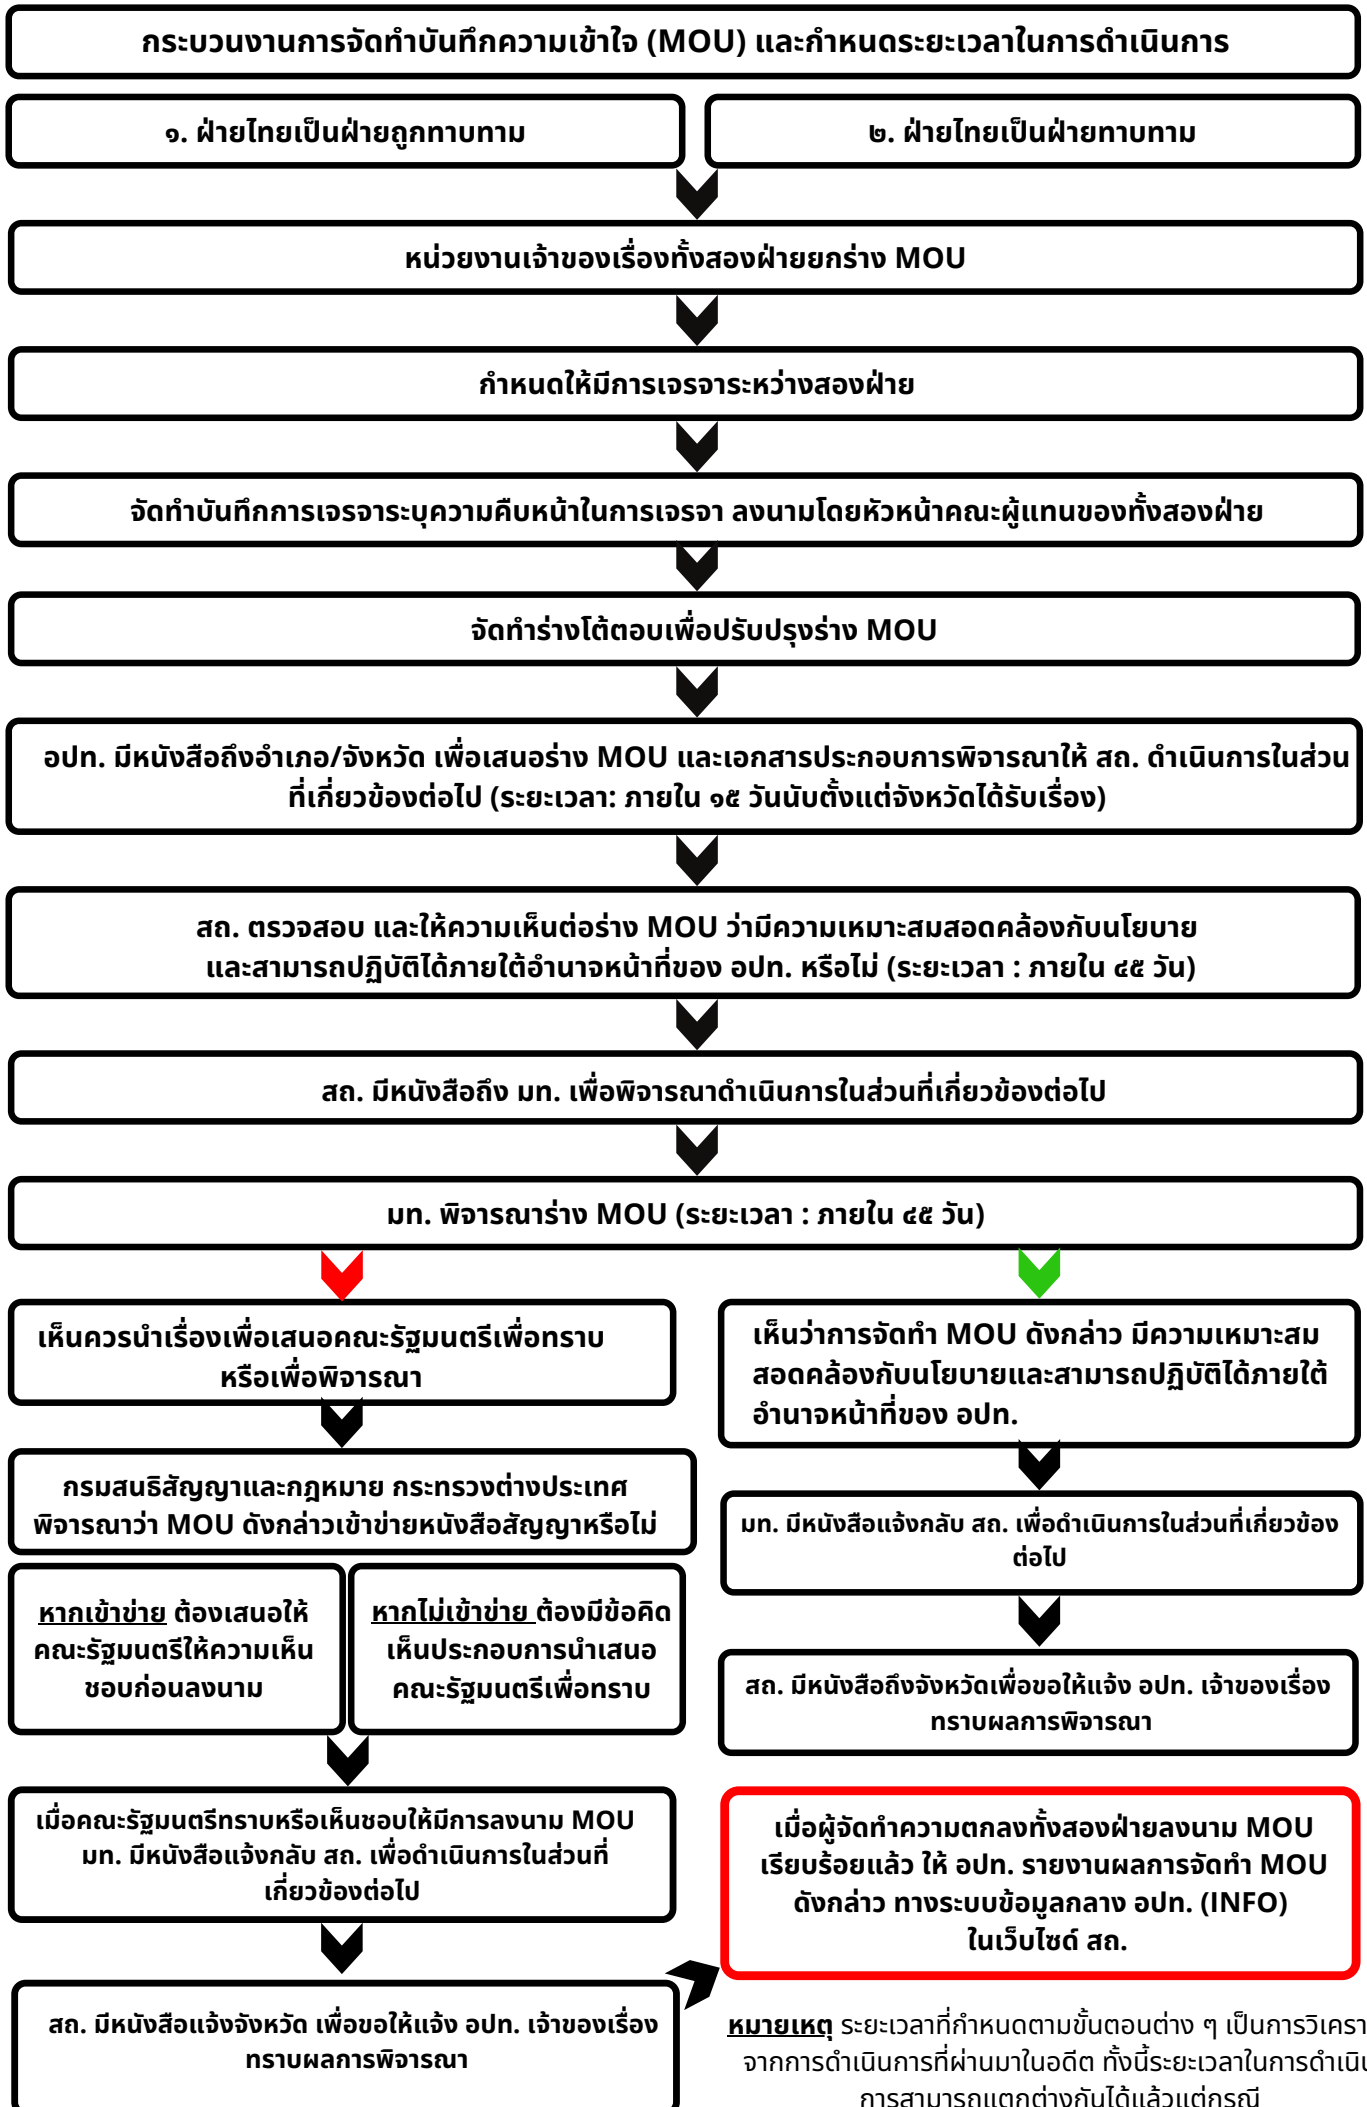 กระบวนงานการจัดทำบันทึกความเข้าใจ (MOU) และกำหนดระยะเวลาในการดำเนินการ
๑. ฝ่ายไทยเป็นฝ่ายถูกทาบทาม
๒. ฝ่ายไทยเป็นฝ่ายทาบทาม
หน่วยงานเจ้าของเรื่องทั้งสองฝ่ายยกร่าง MOU
กำหนดให้มีการเจรจาระหว่างสองฝ่าย
จัดทำบันทึกการเจรจาระบุความคืบหน้าในการเจรจา ลงนามโดยหัวหน้าคณะผู้แทนของทั้งสองฝ่าย
จัดทำร่างโต้ตอบเพื่อปรับปรุงร่าง MOU
อปท. มีหนังสือถึงอำเภอ/จังหวัด เพื่อเสนอร่าง MOU และเอกสารประกอบการพิจารณาให้ สถ. ดำเนินการในส่วน
ที่เกี่ยวข้องต่อไป (ระยะเวลา: ภายใน ๑๕ วันนับตั้งแต่จังหวัดได้รับเรื่อง)
สถ. ตรวจสอบ และให้ความเห็นต่อร่าง MOU ว่ามีความเหมาะสมสอดคล้องกับนโยบาย
และสามารถปฏิบัติได้ภายใต้อำนาจหน้าที่ของ อปท. หรือไม่ (ระยะเวลา : ภายใน ๔๕ วัน)
สถ. มีหนังสือถึง มท. เพื่อพิจารณาดำเนินการในส่วนที่เกี่ยวข้องต่อไป
มท. พิจารณาร่าง MOU (ระยะเวลา : ภายใน ๔๕ วัน)
เห็นควรนำเรื่องเพื่อเสนอคณะรัฐมนตรีเพื่อทราบ
หรือเพื่อพิจารณา
กรมสนธิสัญญาและกฎหมาย กระทรวงต่างประเทศ
พิจารณาว่า MOU ดังกล่าวเข้าข่ายหนังสือสัญญาหรือไม่
หากเข้าข่าย ต้องเสนอให้
คณะรัฐมนตรีให้ความเห็น
ชอบก่อนลงนาม
หากไม่เข้าข่าย ต้องมีข้อคิด
เห็นประกอบการนำเสนอ
คณะรัฐมนตรีเพื่อทราบ
เมื่อคณะรัฐมนตรีทราบหรือเห็นชอบให้มีการลงนาม MOU
มท. มีหนังสือแจ้งกลับ สถ. เพื่อดำเนินการในส่วนที่
เกี่ยวข้องต่อไป
สถ. มีหนังสือแจ้งจังหวัด เพื่อขอให้แจ้ง อปท. เจ้าของเรื่อง
ทราบผลการพิจารณา
เห็นว่าการจัดทำ MOU ดังกล่าว มีความเหมาะสม
สอดคล้องกับนโยบายและสามารถปฏิบัติได้ภายใต้
อำนาจหน้าที่ของ อปท.
มท. มีหนังสือแจ้งกลับ สถ. เพื่อดำเนินการในส่วนที่เกี่ยวข้อง
ต่อไป
สถ. มีหนังสือถึงจังหวัดเพื่อขอให้แจ้ง อปท. เจ้าของเรื่อง
ทราบผลการพิจารณา
เมื่อผู้จัดทำความตกลงทั้งสองฝ่ายลงนาม MOU
เรียบร้อยแล้ว ให้ อปท. รายงานผลการจัดทำ MOU
ดังกล่าว ทางระบบข้อมูลกลาง อปท. (INFO)
ในเว็บไซด์ สถ.
หมายเหตุ ระยะเวลาที่กำหนดตามขั้นตอนต่าง ๆ เป็นการวิเครา
จากการดำเนินการที่ผ่านมาในอดีต ทั้งนี้ระยะเวลาในการดำเนิน
การสามารถแตกต่างกันได้แล้วแต่กรณี